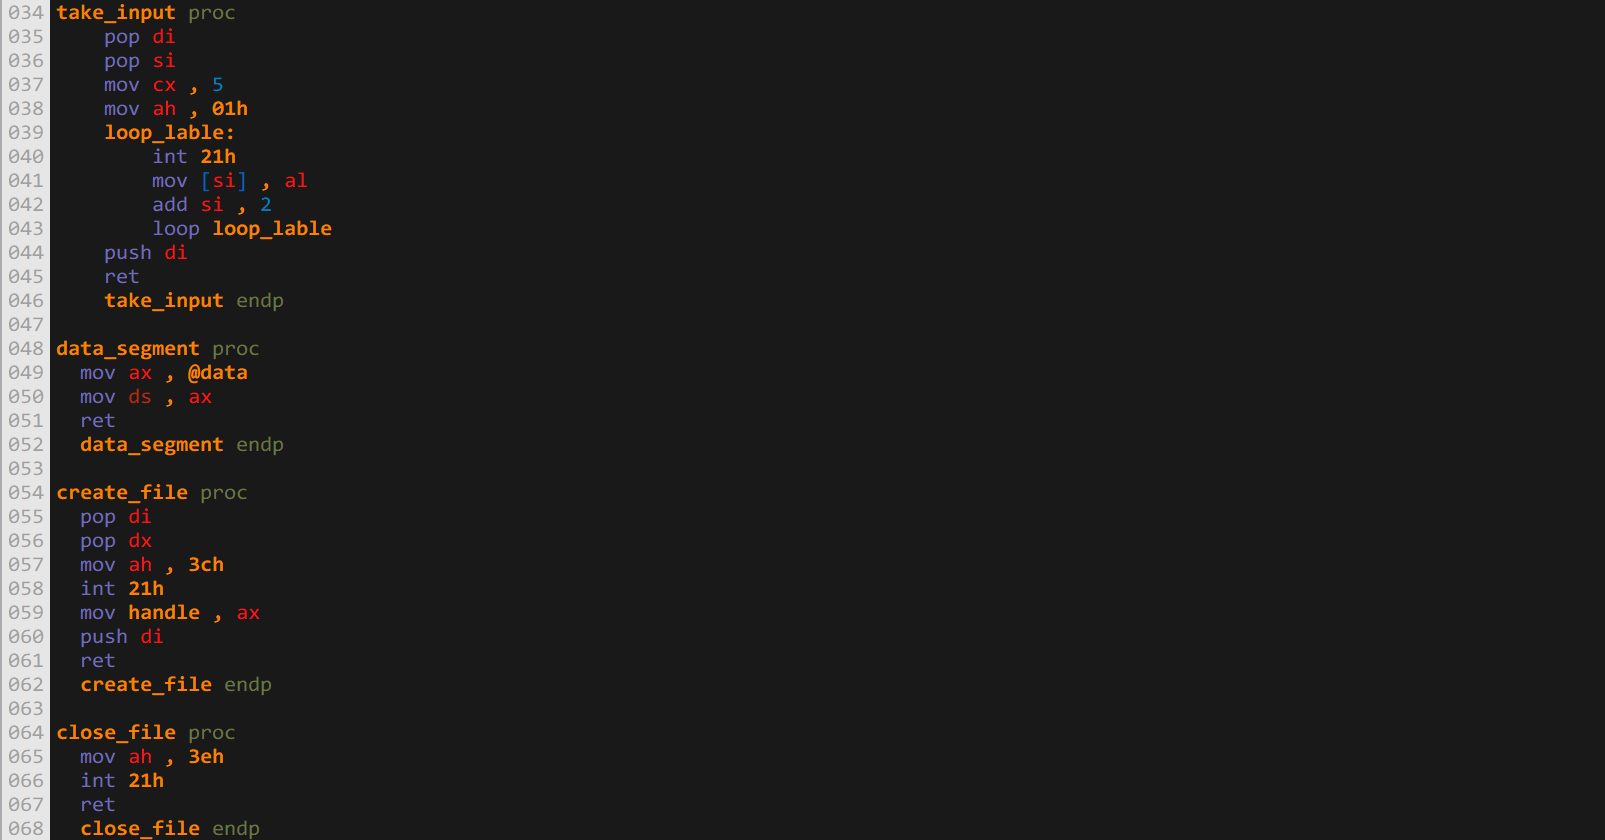 034 take_input proc
035     pop di
036     pop si
037     mov cx , 5
038     mov ah , 01h
039     loop_lable:
040         int 21h
041         mov [si] , al
042         add si , 2
043         loop loop_lable
044     push di
045     ret
046     take_input endp
047
048 data_segment proc
049   mov ax , @data
050   mov ds , ax
051   ret
052   data_segment endp
053
054 create_file proc
055   pop di
056   pop dx
057   mov ah , 3ch
058   int 21h
059   mov handle , ax
060   push di
061   ret
062   create_file endp
063
064 close_file proc
065   mov ah , 3eh
066   int 21h
067   ret
068   close_file endp